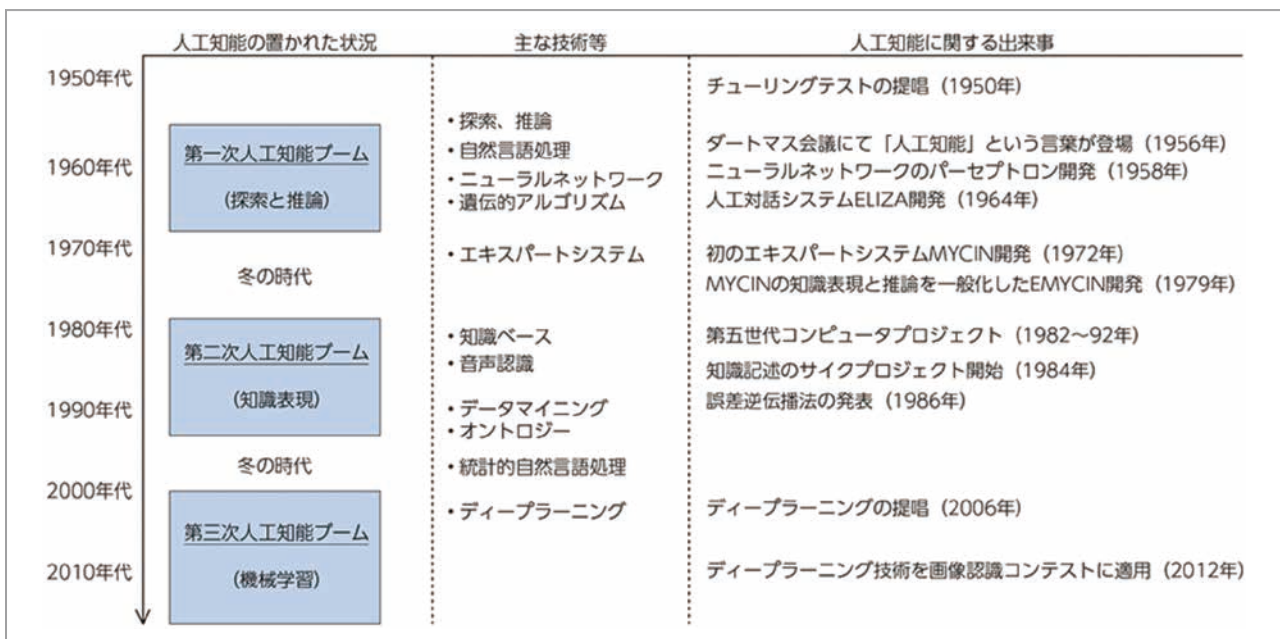 人工知能の置かれた状況 主な技術等 人工知能に関する出来事
1950年代
チューリングテストの提唱（1950年）
・探索、推論
第一次人工知能ブーム
・自然言語処理
ダートマス会議にて「人工知能」という言葉が登場（1956年）
1960年代
・ニューラルネットワーク
ニューラルネットワークのパーセプトロン開発（1958年）
（探索と推論）
・遺伝的アルゴリズム
人工対話システムELIZA開発（1964年）
1970年代
・エキスパートシステム
初のエキスパートシステムMYCIN開発（1972年）
冬の時代
MYCINの知識表現と推論を一般化したEMYCIN開発（1979年）
1980年代
・知識ベース
第五世代コンピュータプロジェクト（1982～92年）
第二次人工知能ブーム
・音声認識
知識記述のサイクプロジェクト開始（1984年）
（知識表現）
1990年代
・データマイニング
誤差逆伝播法の発表（1986年）
・オントロジー
冬の時代
・統計的自然言語処理
2000年代
・ディープラーニング
ディープラーニングの提唱（2006年）
第三次人工知能ブーム
（機械学習）
2010年代
ディープラーニング技術を画像認識コンテストに適用（2012年）